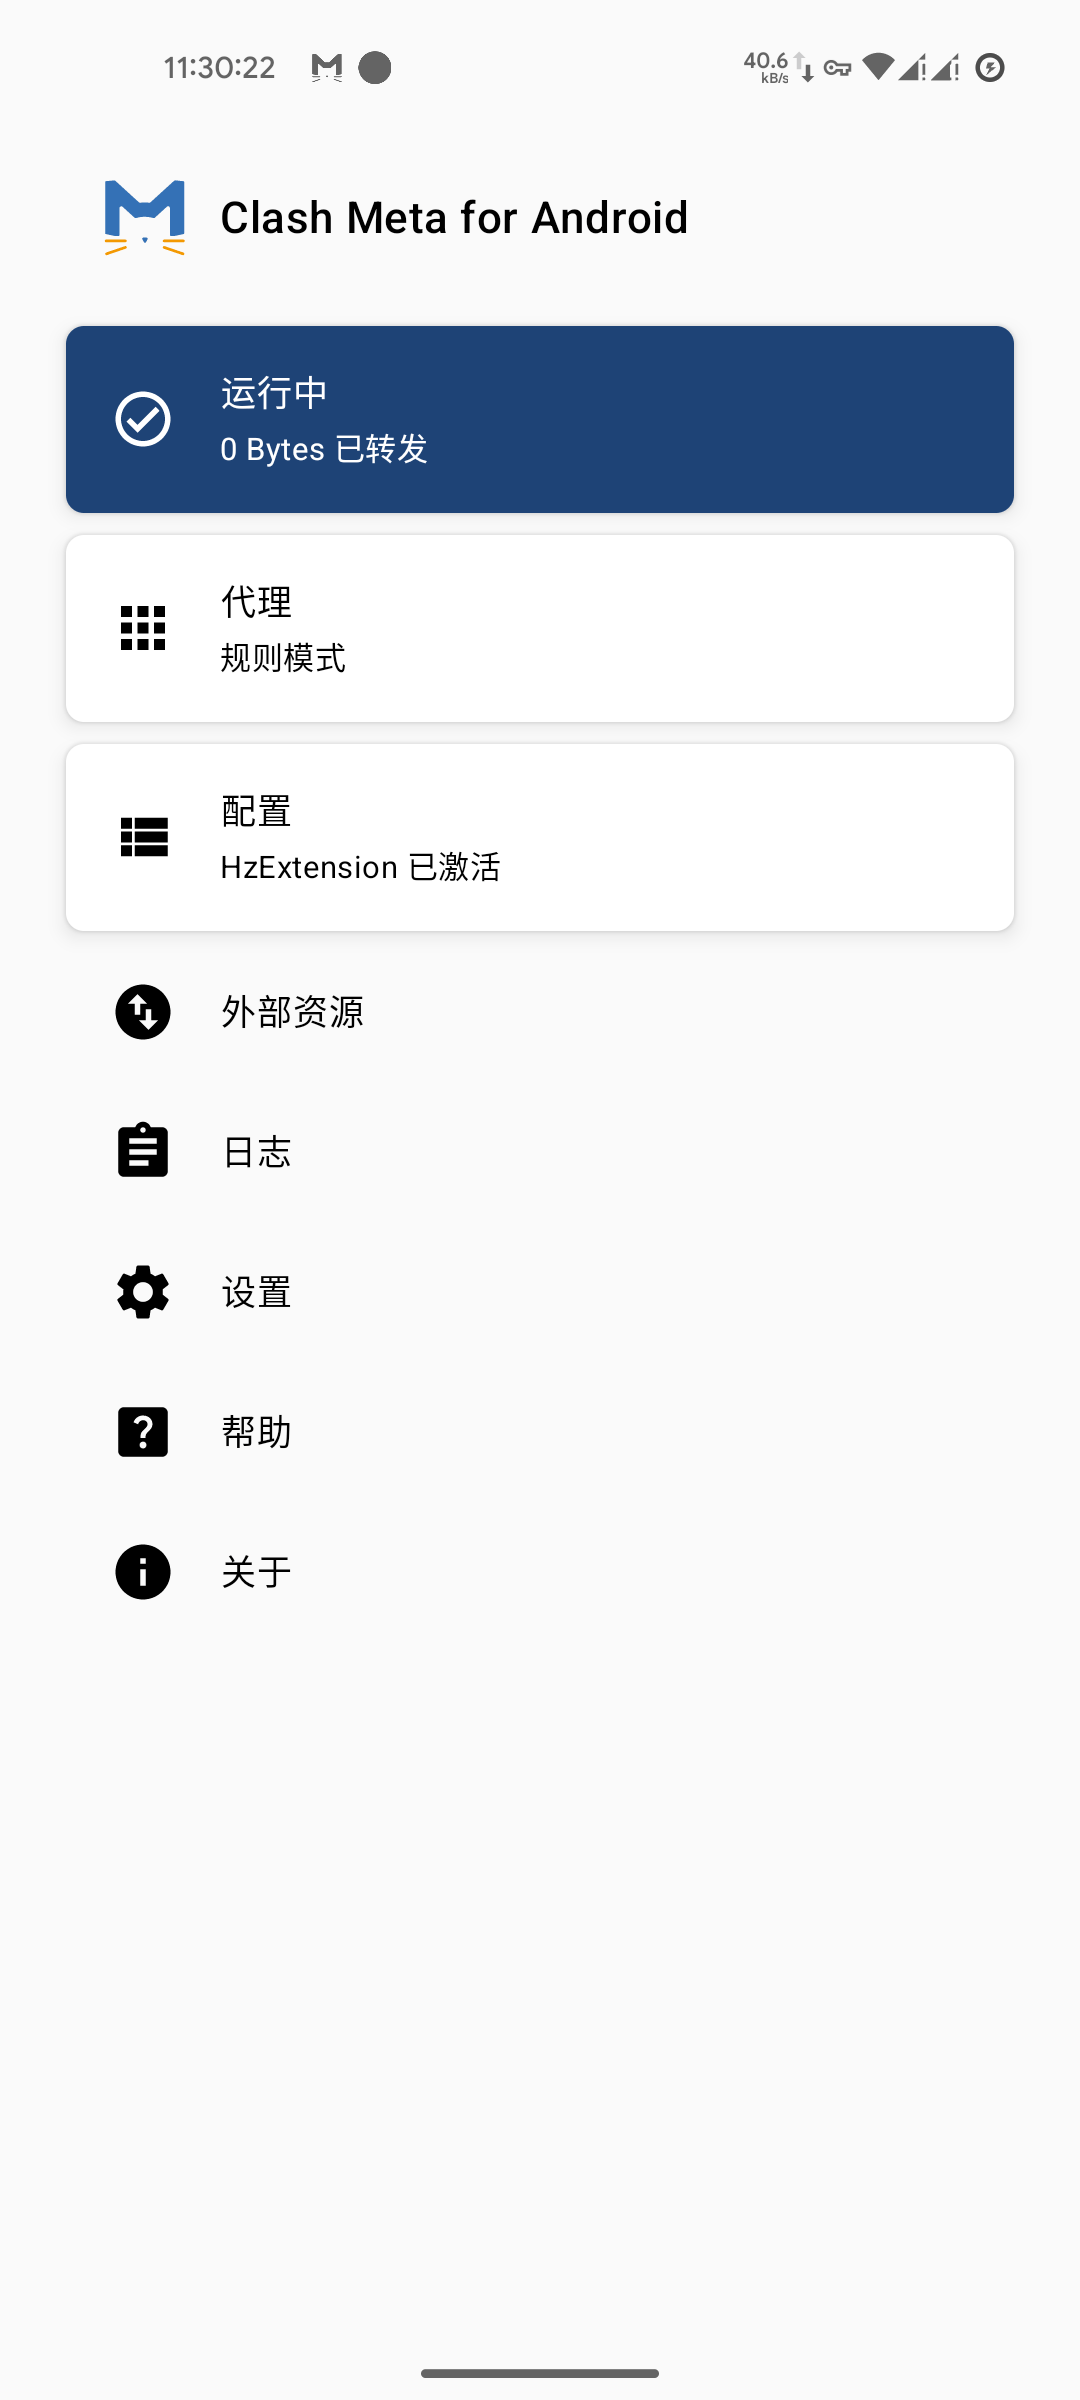 11:30:22
40.6
kB/s
Clash Meta for Android
运行中
0 Bytes 已转发
代理
规则模式
配置
HzExtension 已激活
外部资源
日志
设置
帮助
关于